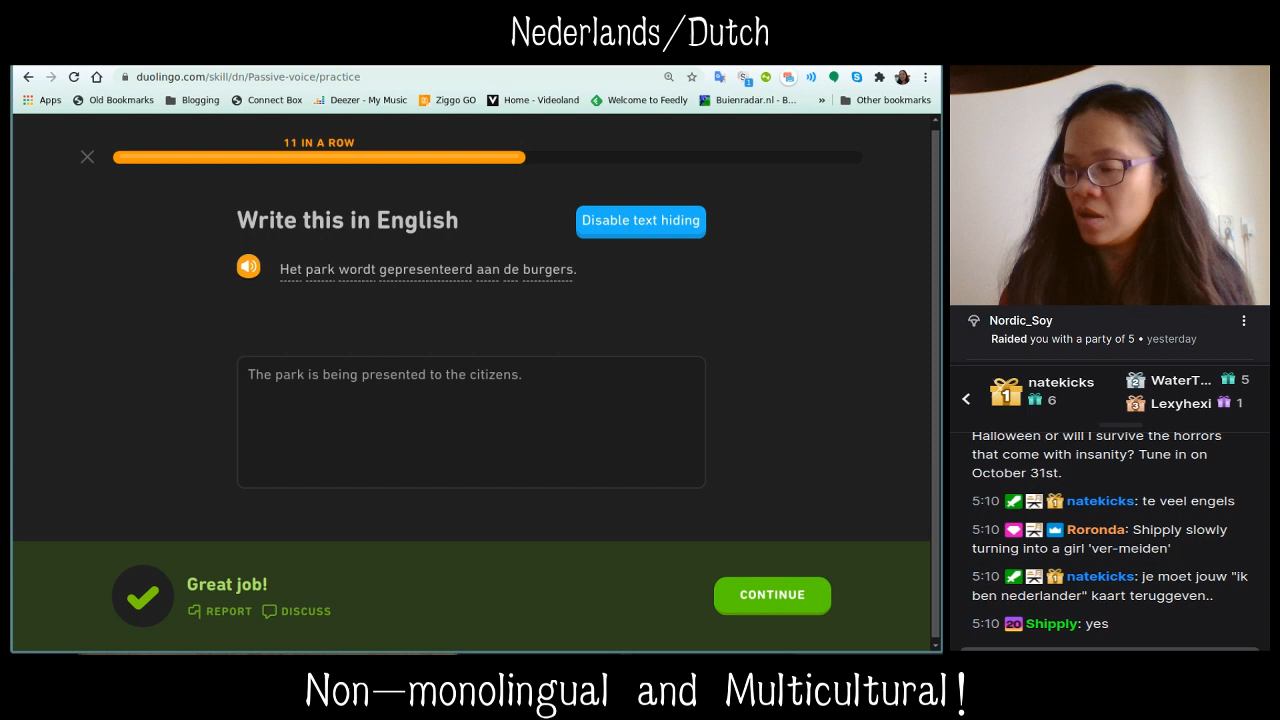 Nederlands/Dutch
duolingo.com/skill/dn/Passive-voice/practice
Apps Old Bookmarks Blogging Connect Box Deezer - My Music Ziggo GO Home - Videoland Welcome to Feedly Buienradar.nl - B... » Other bookmarks
11 IN A ROW
Write this in English
Disable text hiding
Het park wordt gepresenteerd aan de burgers.
The park is being presented to the citizens.
Great job!
REPORT DISCUSS
CONTINUE
Nordic_Soy
Raided you with a party of 5 • yesterday
natekicks
6
WaterT... 5
Lexyhexi 1
Halloween or will I survive the horrors
that come with insanity? Tune in on
October 31st.
5:10 natekicks: te veel engels
5:10 Roronda: Shipply slowly
turning into a girl 'ver-meiden'
5:10 natekicks: je moet jouw "ik
ben nederlander" kaart teruggeven..
5:10 20 Shipply: yes
Non-monolingual and Multicultural!